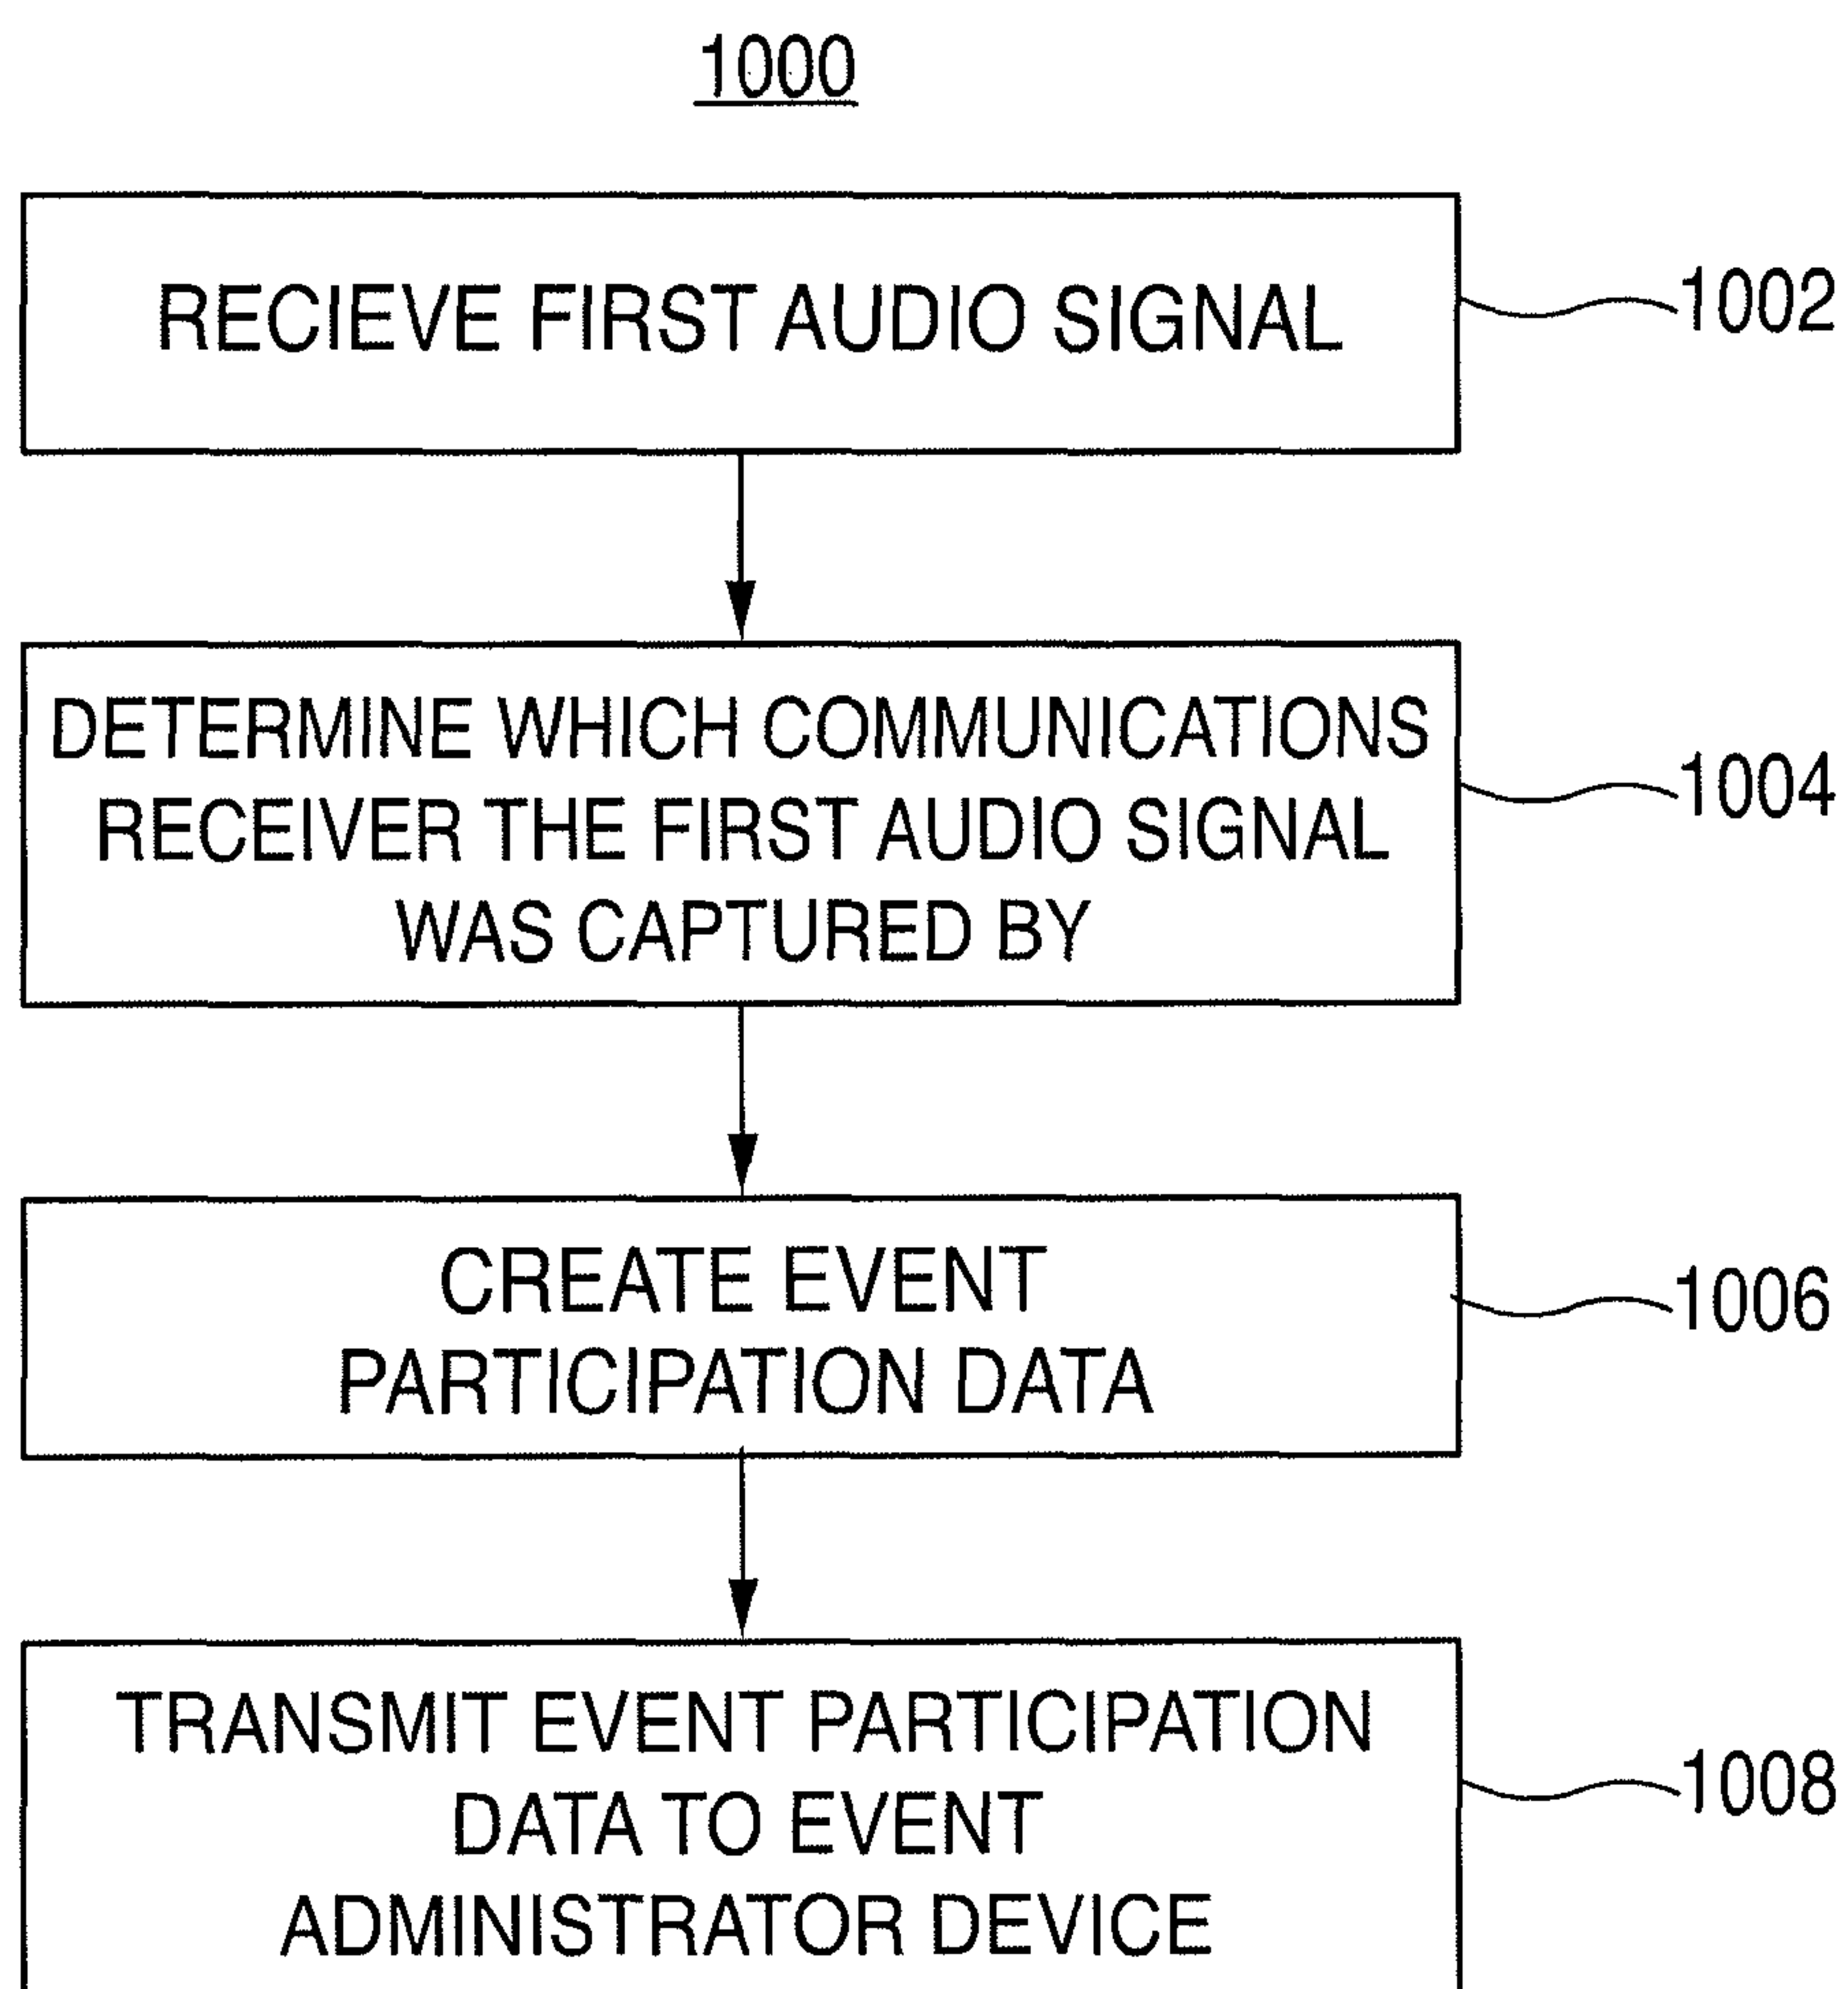 1000
RECIEVE FIRST AUDIO SIGNAL
1002
DETERMINE WHICH COMMUNICATIONS
RECEIVER THE FIRST AUDIO SIGNAL
WAS CAPTURED BY
1004
CREATE EVENT
PARTICIPATION DATA
1006
TRANSMIT EVENT PARTICIPATION
DATA TO EVENT
ADMINISTRATOR DEVICE
1008